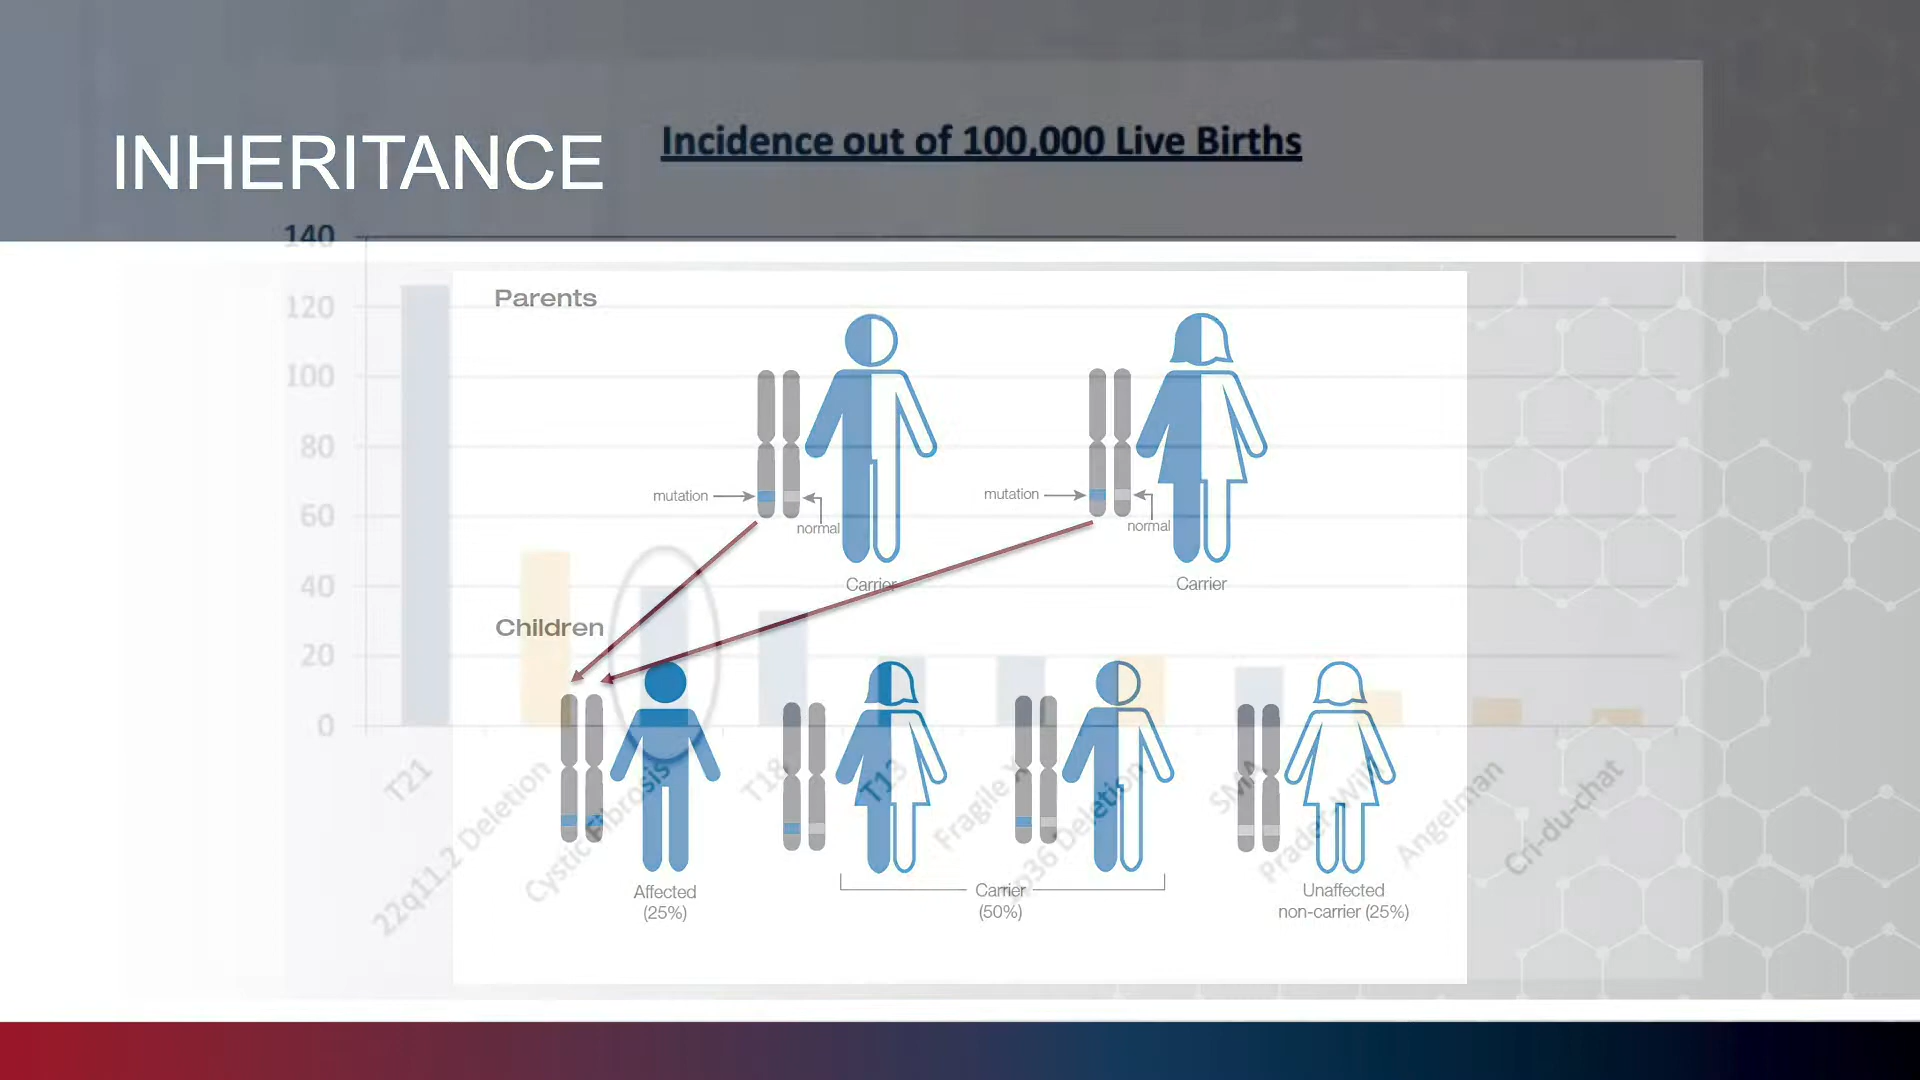 INHERITANCE
Incidence out of 100,000 Live Births
140
120
100
80
60
40
20
0
Parents
mutation
normal
Carrier
mutation
normal
Carrier
Children
Affected
(25%)
Carrier
(50%)
Unaffected
non-carrier (25%)
T21
22q11.2 Deletion
Cystic Fibrosis
T18
T13
Fragile X
1p36 Deletion
SMA
Prader Willi
Angelman
Cri-du-chat